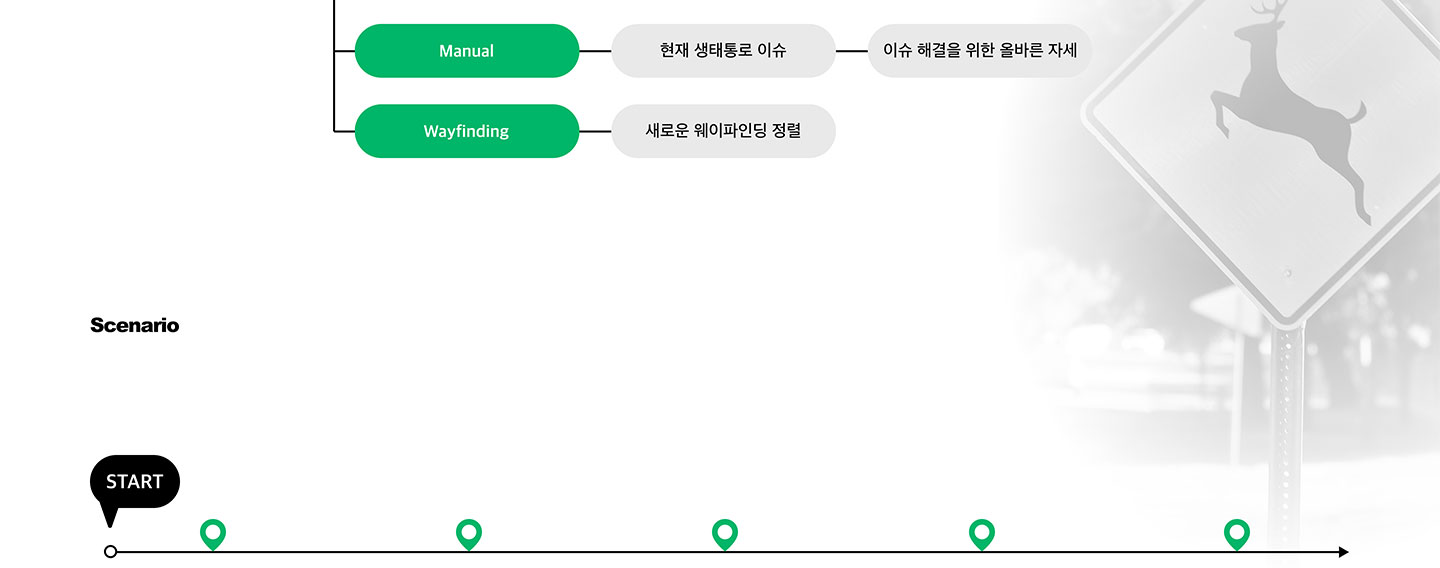 Manual 현재 생태통로 이슈 이슈 해결을 위한 올바른 자세
Wayfinding 새로운 웨이파인딩 정렬
Scenario
START